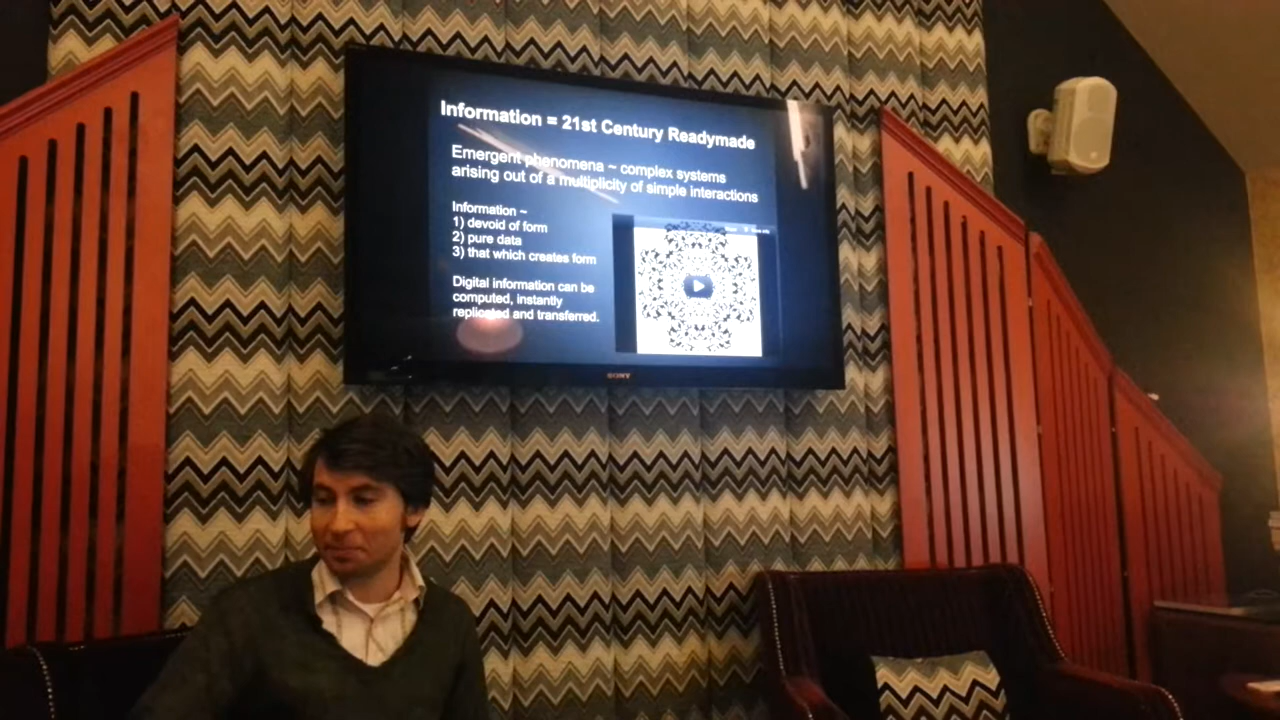 Information = 21st Century Readymade
Emergent phenomena ~ complex systems
arising out of a multiplicity of simple interactions
Information ~
1) devoid of form
2) pure data
3) that which creates form
Digital information can be
computed, instantly
replicated and transferred.
SONY